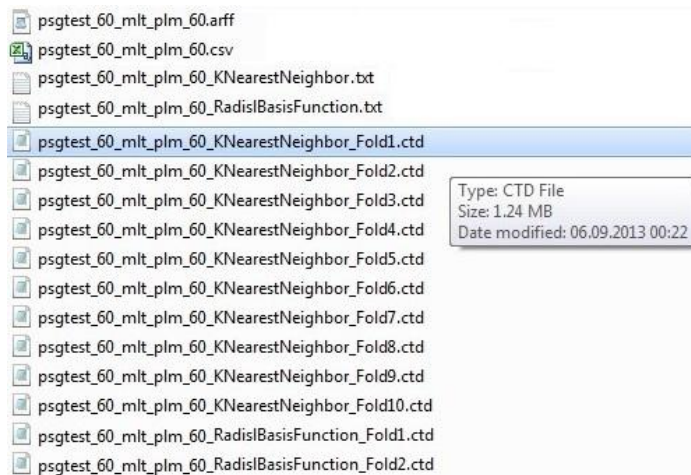 psgtest_60_mlt_plm_60.arff
psgtest_60_mlt_plm_60.csv
psgtest_60_mlt_plm_60_KNearestNeighbor.txt
psgtest_60_mlt_plm_60_RadislBasisFunction.txt
psgtest_60_mlt_plm_60_KNearestNeighbor_Fold1.ctd
psgtest_60_mlt_plm_60_KNearestNeighbor_Fold2.ctd
psgtest_60_mlt_plm_60_KNearestNeighbor_Fold3.ctd
psgtest_60_mlt_plm_60_KNearestNeighbor_Fold4.ctd
psgtest_60_mlt_plm_60_KNearestNeighbor_Fold5.ctd
psgtest_60_mlt_plm_60_KNearestNeighbor_Fold6.ctd
psgtest_60_mlt_plm_60_KNearestNeighbor_Fold7.ctd
psgtest_60_mlt_plm_60_KNearestNeighbor_Fold8.ctd
psgtest_60_mlt_plm_60_KNearestNeighbor_Fold9.ctd
psgtest_60_mlt_plm_60_KNearestNeighbor_Fold10.ctd
psgtest_60_mlt_plm_60_RadislBasisFunction_Fold1.ctd
psgtest_60_mlt_plm_60_RadislBasisFunction_Fold2.ctd
Type: CTD File
Size: 1.24 MB
Date modified: 06.09.2013 00:22